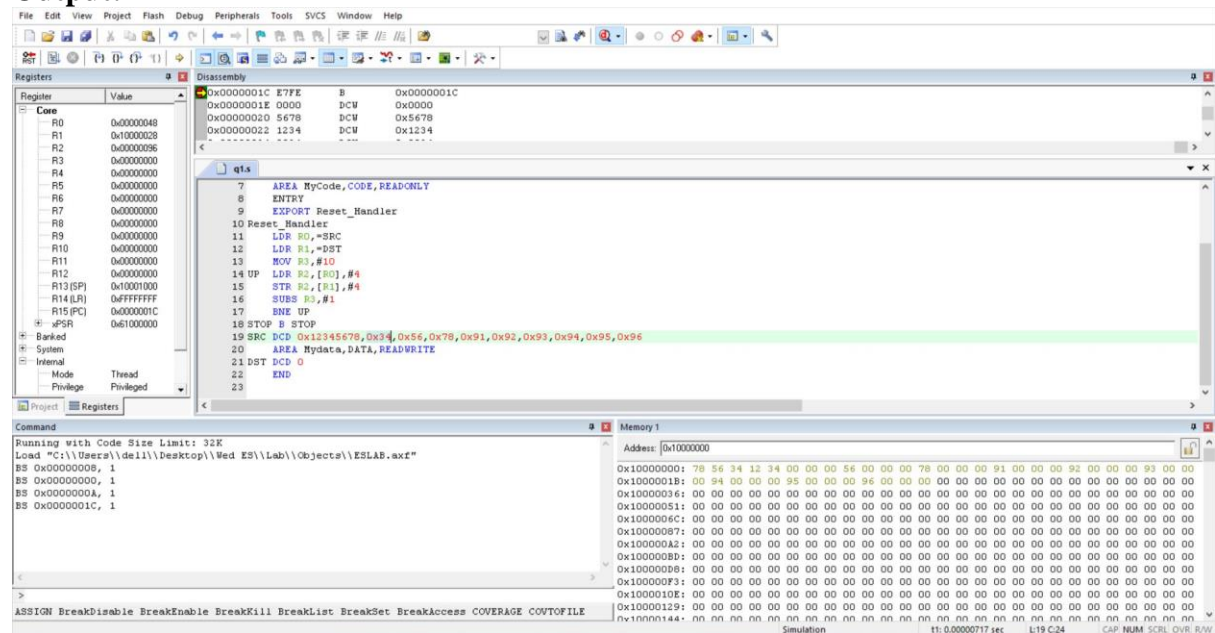 File Edit View Project Flash Debug Peripherals Tools SVCS Window Help
Registers
Register Value
Core
R0 0x00000048
R1 0x10000028
R2 0x00000096
R3 0x00000000
R4 0x00000000
R5 0x00000000
R6 0x00000000
R7 0x00000000
R8 0x00000000
R9 0x00000000
R10 0x00000000
R11 0x00000000
R12 0x00000000
R13 (SP) 0x10001000
R14 (LR) 0xFFFFFFFF
R15 (PC) 0x0000001C
xPSR 0x61000000
Banked
System
Internal
Mode Thread
Privilege Privileged
Project Registers
Disassembly
0x0000001C E7FE B 0x0000001C
0x0000001E 0000 DCW 0x0000
0x00000020 5678 DCW 0x5678
0x00000022 1234 DCW 0x1234
q1.s
7 AREA MyCode,CODE,READONLY
8 ENTRY
9 EXPORT Reset_Handler
10 Reset_Handler
11 LDR R0,=SRC
12 LDR R1,=DST
13 MOV R3,#10
14 UP LDR R2,[R0],#4
15 STR R2,[R1],#4
16 SUBS R3,#1
17 BNE UP
18 STOP B STOP
19 SRC DCD 0x12345678,0x34,0x56,0x78,0x91,0x92,0x93,0x94,0x95,0x96
20 AREA Mydata,DATA,READWRITE
21 DST DCD 0
22 END
23
Command
Running with Code Size Limit: 32K
Load "C:\\Users\\dell\\Desktop\\Wed ES\\Lab\\Objects\\ESLAB.axf"
BS 0x00000008, 1
BS 0x00000000, 1
BS 0x0000000A, 1
BS 0x0000001C, 1
>
ASSIGN BreakDisable BreakEnable BreakKill BreakList BreakSet BreakAccess COVERAGE COVTOFILE
Memory 1
Address: 0x10000000
0x10000000: 78 56 34 12 34 00 00 00 56 00 00 00 78 00 00 00 91 00 00 00 92 00 00 00 93 00 00
0x1000001B: 00 94 00 00 00 95 00 00 00 96 00 00 00 00 00 00 00 00 00 00 00 00 00 00 00 00 00
0x10000036: 00 00 00 00 00 00 00 00 00 00 00 00 00 00 00 00 00 00 00 00 00 00 00 00 00 00 00
0x10000051: 00 00 00 00 00 00 00 00 00 00 00 00 00 00 00 00 00 00 00 00 00 00 00 00 00 00 00
0x1000006C: 00 00 00 00 00 00 00 00 00 00 00 00 00 00 00 00 00 00 00 00 00 00 00 00 00 00 00
0x10000087: 00 00 00 00 00 00 00 00 00 00 00 00 00 00 00 00 00 00 00 00 00 00 00 00 00 00 00
0x100000A2: 00 00 00 00 00 00 00 00 00 00 00 00 00 00 00 00 00 00 00 00 00 00 00 00 00 00 00
0x100000BD: 00 00 00 00 00 00 00 00 00 00 00 00 00 00 00 00 00 00 00 00 00 00 00 00 00 00 00
0x100000D8: 00 00 00 00 00 00 00 00 00 00 00 00 00 00 00 00 00 00 00 00 00 00 00 00 00 00 00
0x100000F3: 00 00 00 00 00 00 00 00 00 00 00 00 00 00 00 00 00 00 00 00 00 00 00 00 00 00 00
0x1000010E: 00 00 00 00 00 00 00 00 00 00 00 00 00 00 00 00 00 00 00 00 00 00 00 00 00 00 00
0x10000129: 00 00 00 00 00 00 00 00 00 00 00 00 00 00 00 00 00 00 00 00 00 00 00 00 00 00 00
0x10000144: 00 00 00 00 00 00 00 00 00 00 00 00 00 00 00 00 00 00 00 00 00 00 00 00 00 00 00
Simulation t1: 0.00000717 sec L:19 C:24 CAP NUM SCRL OVR R/W